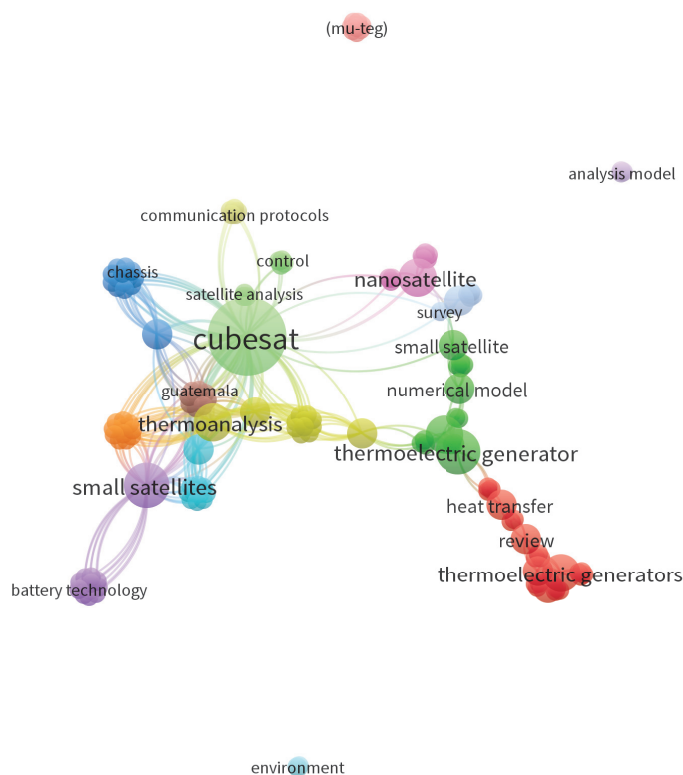 (mu-teg)
analysis model
communication protocols
control
chassis
nanosatellite
satellite analysis
survey
cubesat
small satellite
guatemala
numerical model
thermoanalysis
thermoelectric generator
small satellites
heat transfer
review
thermoelectric generators
battery technology
environment